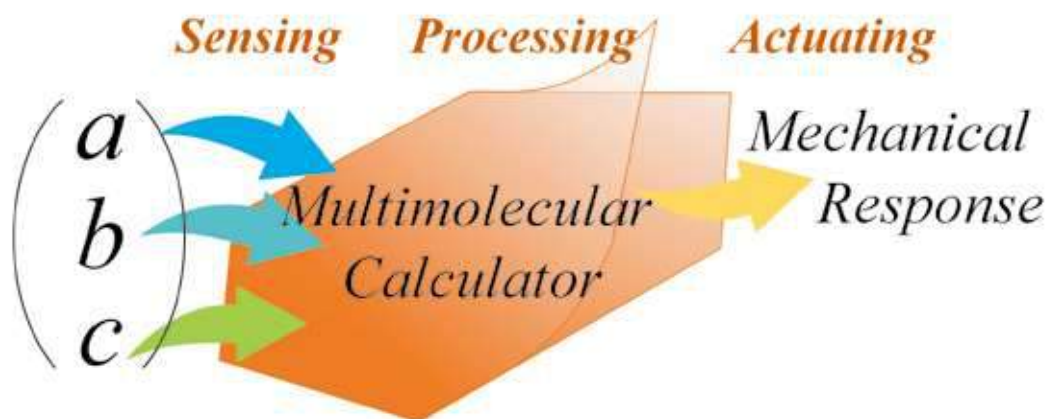 Sensing Processing Actuating
a
b
c
Multimolecular
Calculator
Mechanical
Response